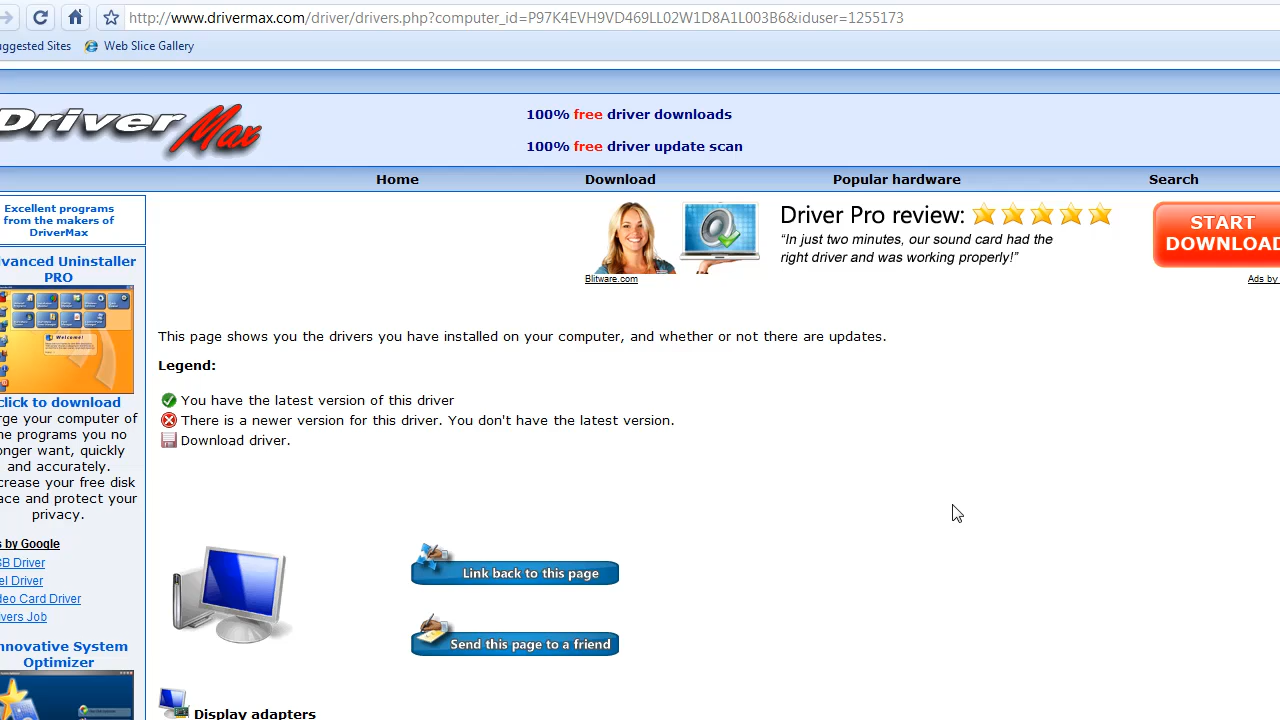 http://www.drivermax.com/driver/drivers.php?computer_id=P97K4EVH9VD469LL02W1D8A1L003B6&iduser=1255173
ggested Sites
Web Slice Gallery
DriverMax
100% free driver downloads
100% free driver update scan
Home
Download
Popular hardware
Search
Excellent programs
from the makers of
DriverMax
vanced Uninstaller
PRO
Welcome!
click to download
rge your computer of
he programs you no
onger want, quickly
and accurately.
crease your free disk
ace and protect your
privacy.
s by Google
SB Driver
el Driver
deo Card Driver
vers Job
nnovative System
Optimizer
Driver Pro review:
“In just two minutes, our sound card had the
right driver and was working properly!”
START
DOWNLOAD
Blitware.com
Ads by
This page shows you the drivers you have installed on your computer, and whether or not there are updates.
Legend:
You have the latest version of this driver
There is a newer version for this driver. You don't have the latest version.
Download driver.
Link back to this page
Send this page to a friend
Display adapters